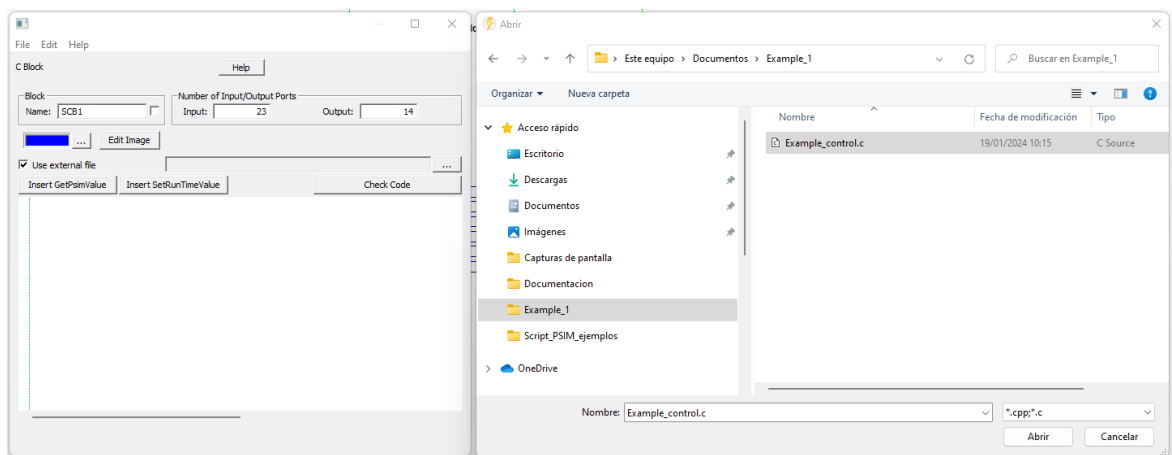 File Edit Help
C Block
Help
Block
Name: SCB1
Number of Input/Output Ports
Input: 23 Output: 14
... Edit Image
Use external file
...
Insert GetPsimValue Insert SetRunTimeValue Check Code
Abrir
Este equipo > Documentos > Example_1
Buscar en Example_1
Organizar Nueva carpeta
Acceso rápido
Escritorio
Descargas
Documentos
Imágenes
Capturas de pantalla
Documentacion
Example_1
Script_PSIM_ejemplos
OneDrive
Nombre Fecha de modificación Tipo
Example_control.c 19/01/2024 10:15 C Source
Nombre: Example_control.c *.cpp;*.c
Abrir Cancelar